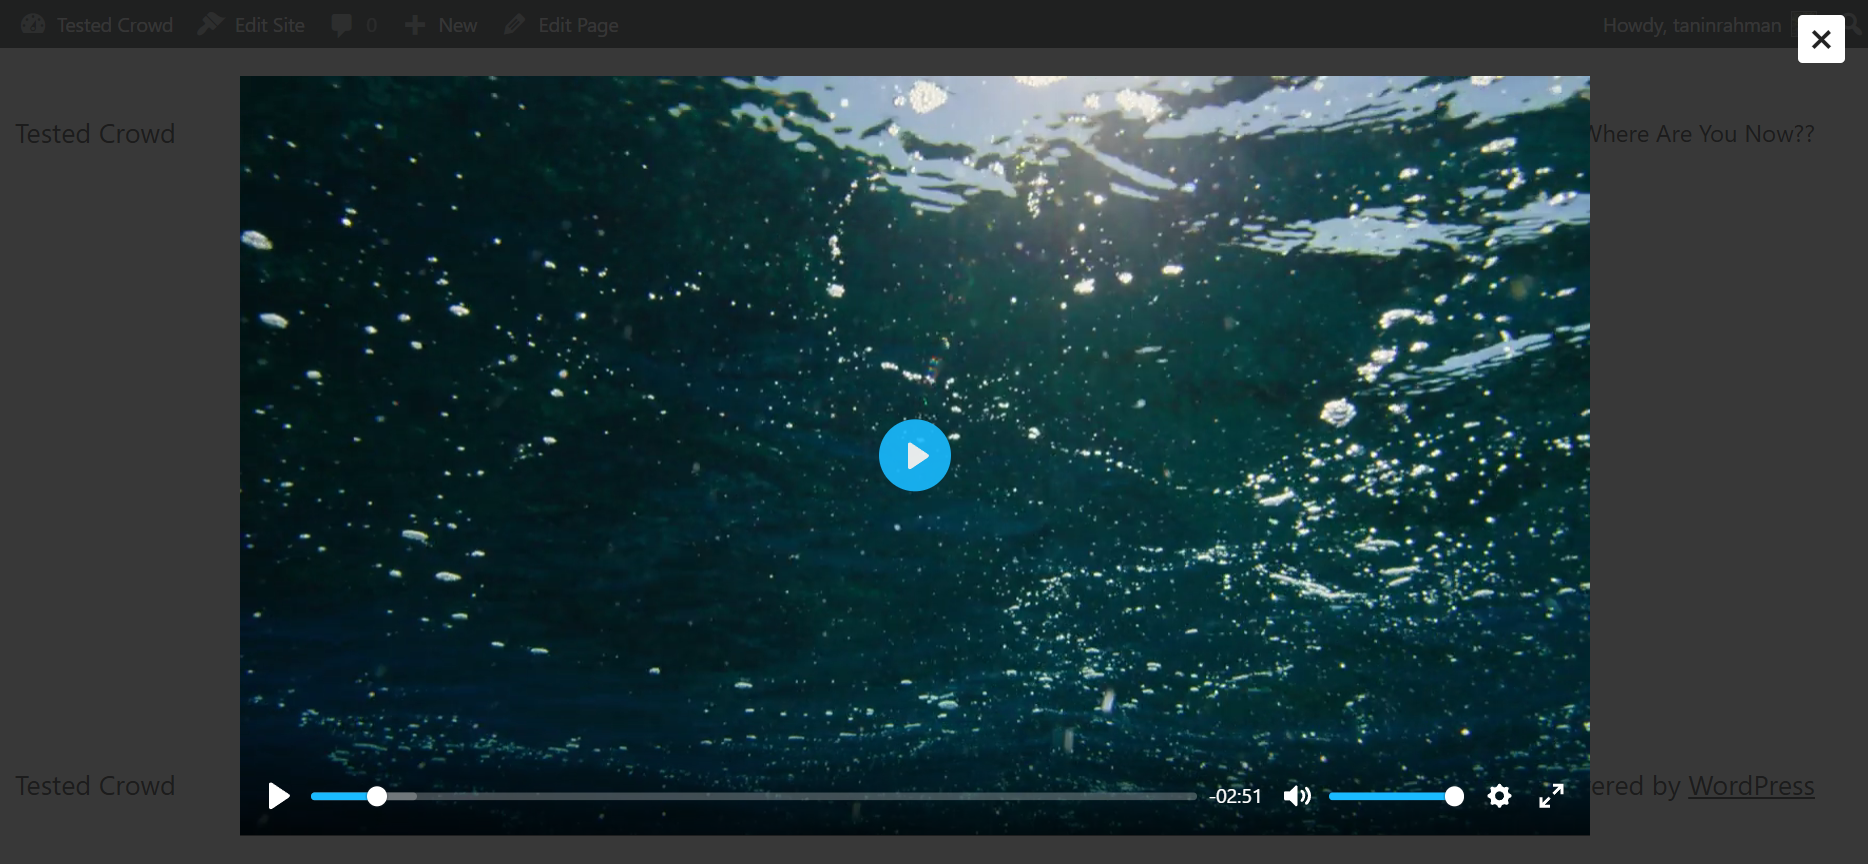 Tested Crowd Edit Site 0 New Edit Page Howdy, taninrahman
Tested Crowd Where Are You Now??
-02:51
Tested Crowd ered by WordPress